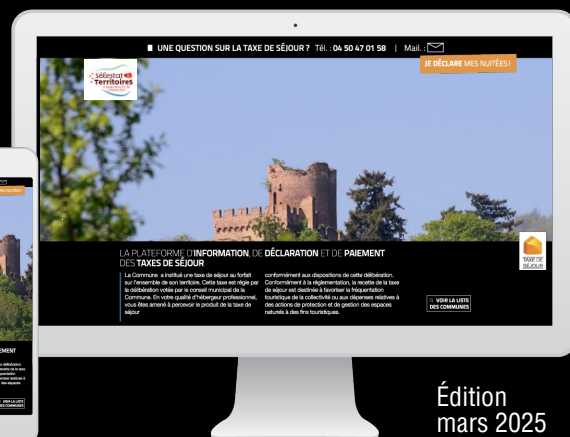 UNE QUESTION SUR LA TAXE DE SÉJOUR ? Tél. : 04 50 47 01 58 | Mail. :
JE DÉCLARE MES NUITÉES !
Sélestat
Territoires
LA PLATEFORME D'INFORMATION, DE DÉCLARATION ET DE PAIEMENT
DES TAXES DE SÉJOUR
La Commune a institué une taxe de séjour au forfait
sur l'ensemble de son territoire. Cette taxe est régie par
la délibération votée par le conseil municipal de la
Commune. En votre qualité d'hébergeur professionnel,
vous êtes amené à percevoir le produit de la taxe de
séjour
conformément aux dispositions de cette délibération.
Conformément à la réglementation, la recette de la taxe
de séjour est destinée à favoriser la fréquentation
touristique de la collectivité ou aux dépenses relatives à
des actions de protection et de gestion des espaces
naturels à des fins touristiques.
TAXE DE
SÉJOUR
VOIR LA LISTE
DES COMMUNES
Édition
mars 2025